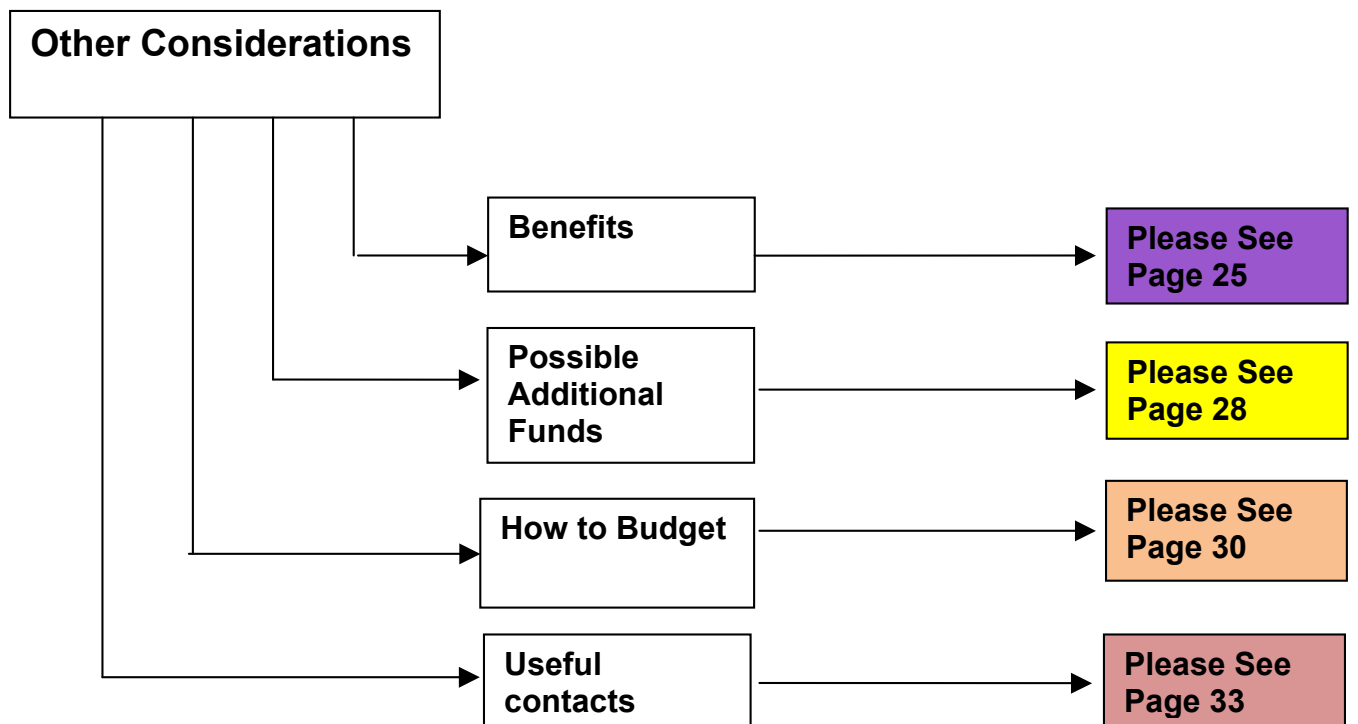 Other Considerations
Benefits
Please See
Page 25
Possible
Additional
Funds
Please See
Page 28
How to Budget
Please See
Page 30
Useful
contacts
Please See
Page 33